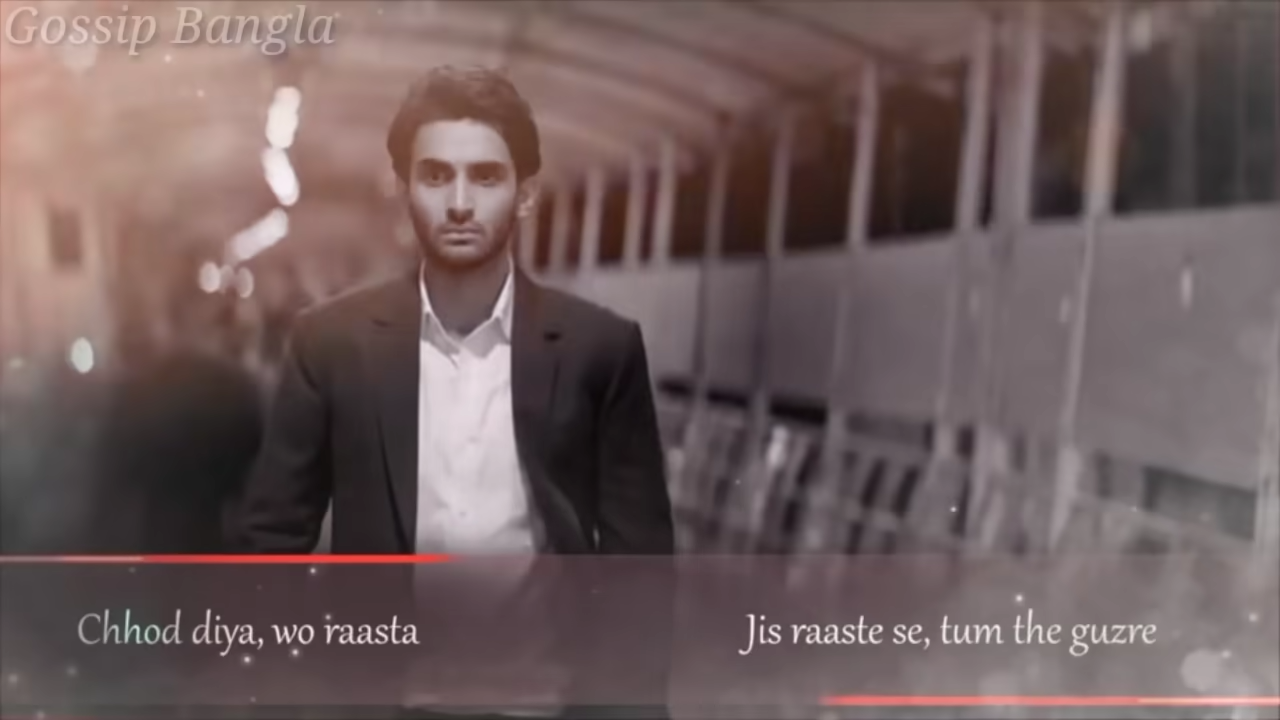 Gossip Bangla
Chhod diya, wo raasta
Jis raaste se, tum the guzre